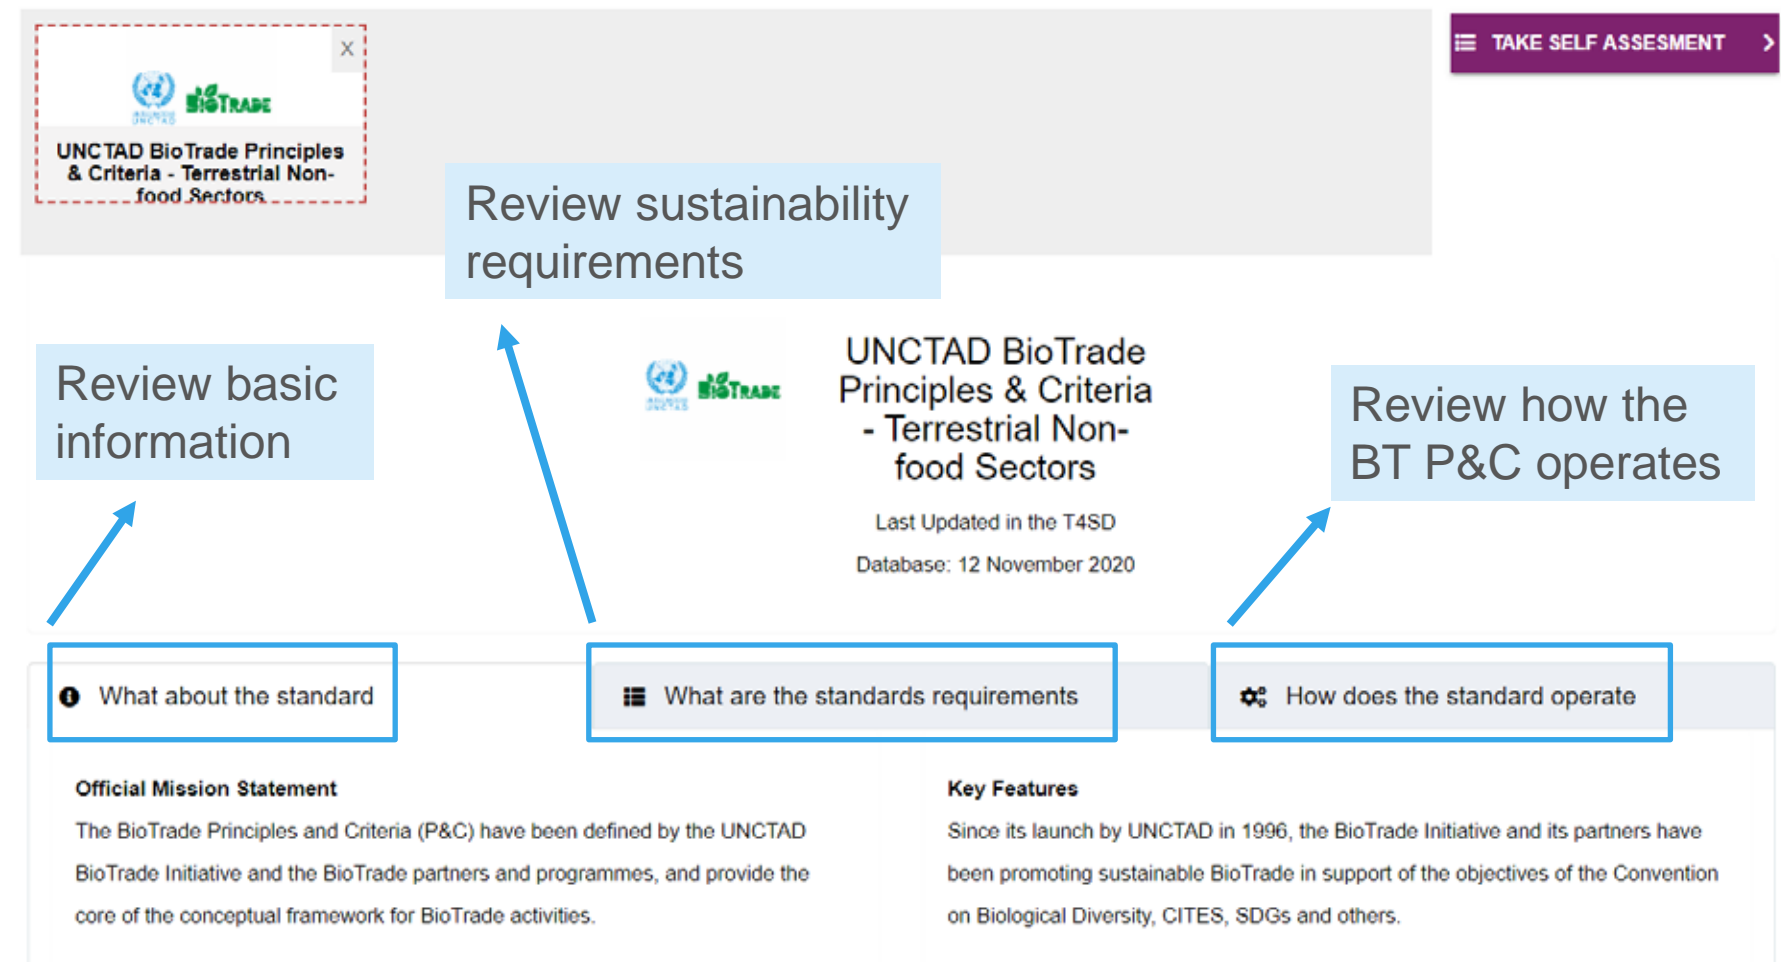 X
TAKE SELF ASSESMENT
UNCTAD
BIOTRADE
UNCTAD BioTrade Principles
& Criteria - Terrestrial Non-
food Sectors
Review sustainability
requirements
Review basic
information
UNCTAD
BIOTRADE
UNCTAD BioTrade
Principles & Criteria
- Terrestrial Non-
food Sectors
Last Updated in the T4SD
Database: 12 November 2020
Review how the
BT P&C operates
What about the standard
What are the standards requirements
How does the standard operate
Official Mission Statement
The BioTrade Principles and Criteria (P&C) have been defined by the UNCTAD
BioTrade Initiative and the BioTrade partners and programmes, and provide the
core of the conceptual framework for BioTrade activities.
Key Features
Since its launch by UNCTAD in 1996, the BioTrade Initiative and its partners have
been promoting sustainable BioTrade in support of the objectives of the Convention
on Biological Diversity, CITES, SDGs and others.